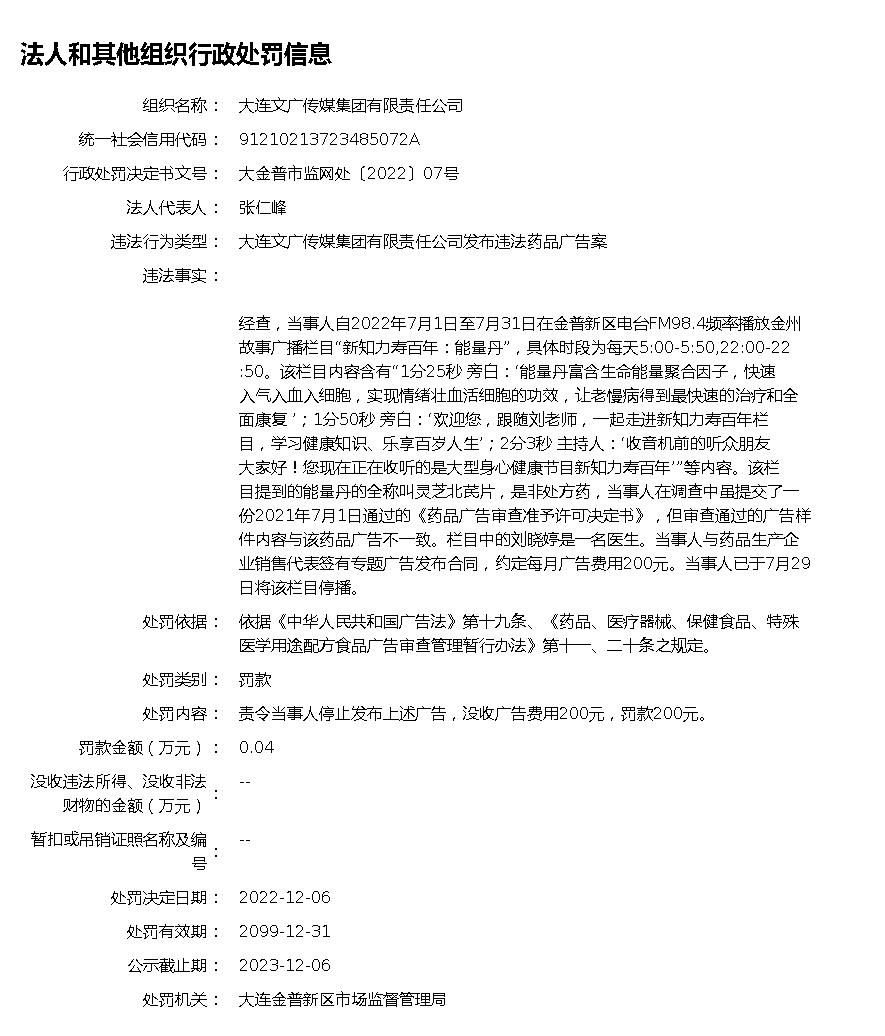 法人和其他组织行政处罚信息
组织名称： 大连文广传媒集团有限责任公司
统一社会信用代码： 91210213723485072A
行政处罚决定书文号： 大金普市监网处〔2022〕07号
法人代表人： 张仁峰
违法行为类型： 大连文广传媒集团有限责任公司发布违法药品广告案
违法事实：
经查，当事人自2022年7月1日至7月31日在金普新区电台FM98.4频率播放金州
故事广播栏目“新知力寿百年：能量丹”，具体时段为每天5:00-5:50,22:00-22
:50。该栏目内容含有“1分25秒 旁白：‘能量丹富含生命能量聚合因子，快速
入气入血入细胞，实现情绪壮血活细胞的功效，让老慢病得到最快速的治疗和全
面康复 ’；1分50秒 旁白：‘欢迎您，跟随刘老师，一起走进新知力寿百年栏
目，学习健康知识、乐享百岁人生’；2分3秒 主持人：‘收音机前的听众朋友
大家好！您现在正在收听的是大型身心健康节目新知力寿百年’”等内容。该栏
目提到的能量丹的全称叫灵芝北芪片，是非处方药，当事人在调查中虽提交了一
份2021年7月1日通过的《药品广告审查准予许可决定书》，但审查通过的广告样
件内容与该药品广告不一致。栏目中的刘晓婷是一名医生。当事人与药品生产企
业销售代表签有专题广告发布合同，约定每月广告费用200元。当事人已于7月29
日将该栏目停播。
处罚依据： 依据《中华人民共和国广告法》第十九条、《药品、医疗器械、保健食品、特殊
医学用途配方食品广告审查管理暂行办法》第十一、二十条之规定。
处罚类别： 罚款
处罚内容： 责令当事人停止发布上述广告，没收广告费用200元，罚款200元。
罚款金额（万元）： 0.04
没收违法所得、没收非法
财物的金额（万元）： --
暂扣或吊销证照名称及编
号： --
处罚决定日期： 2022-12-06
处罚有效期： 2099-12-31
公示截止期： 2023-12-06
处罚机关： 大连金普新区市场监督管理局